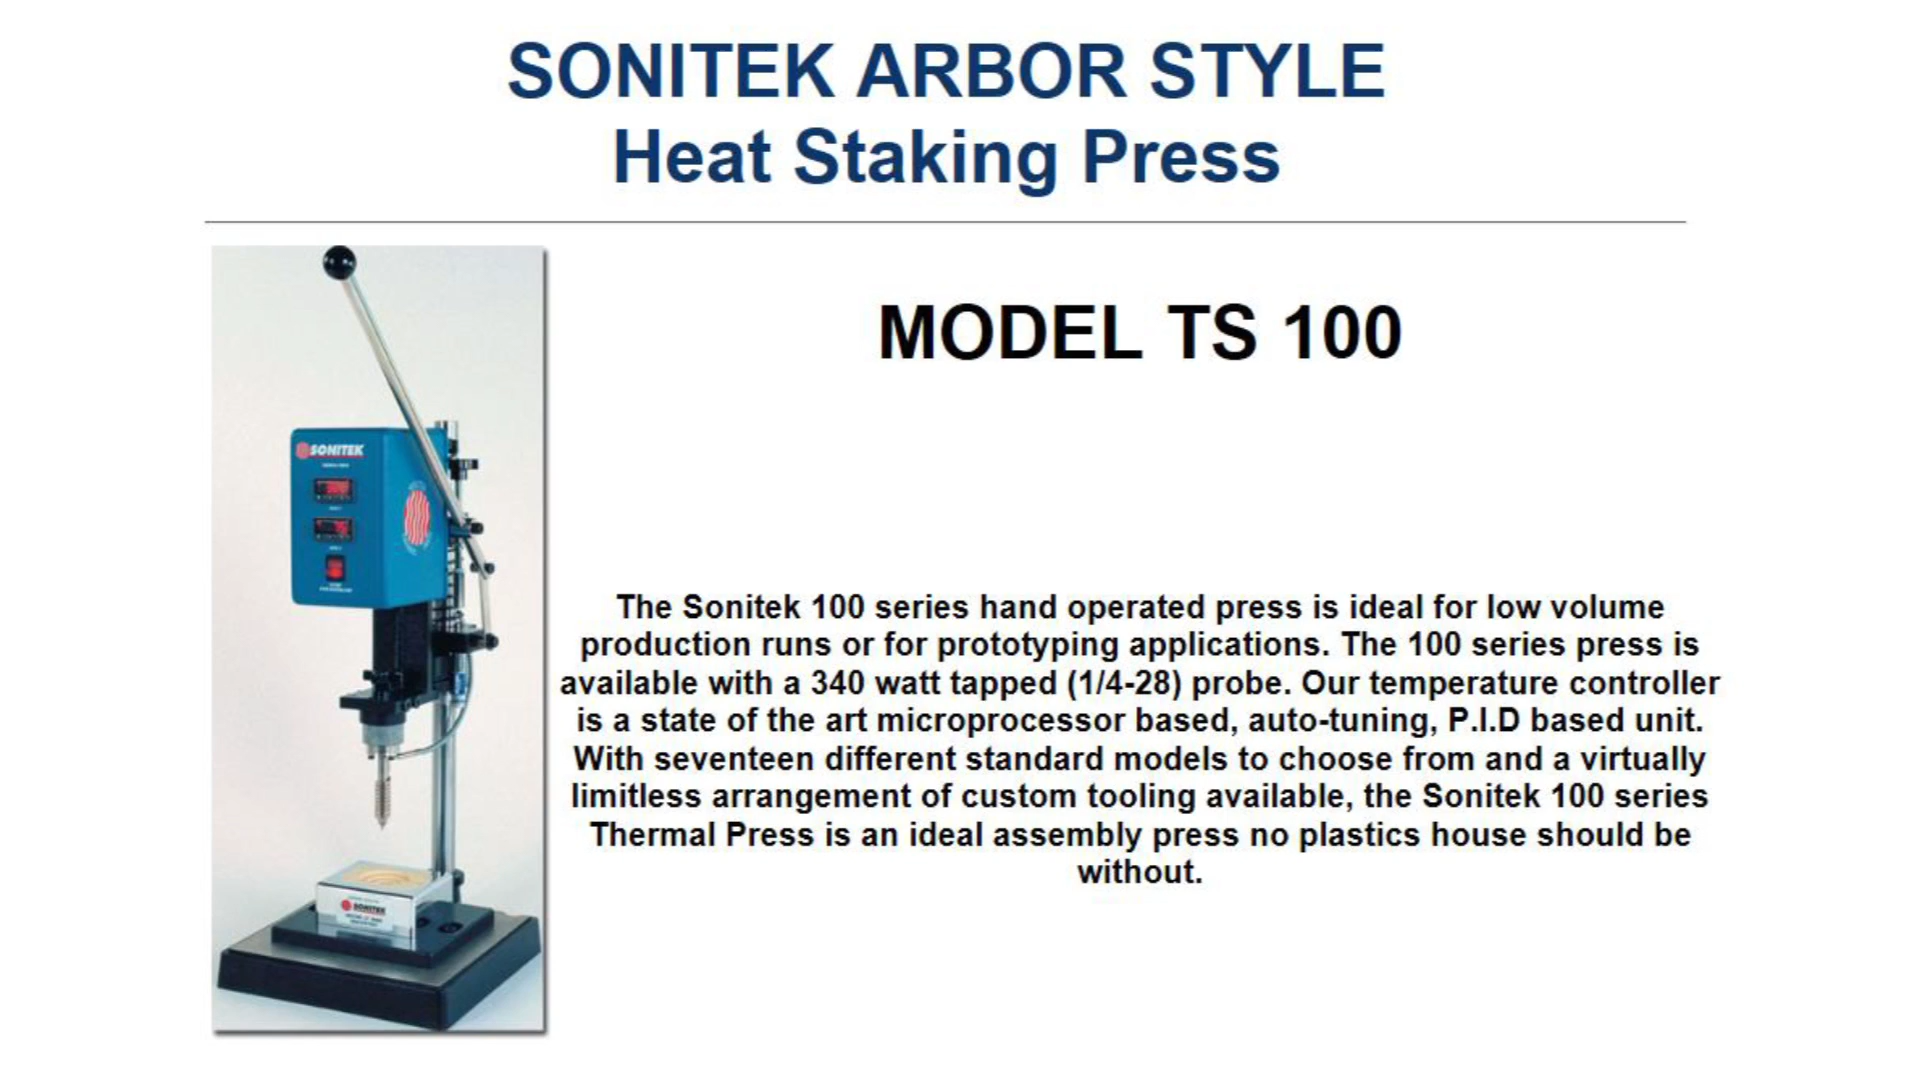 SONITEK ARBOR STYLE
Heat Staking Press
MODEL TS 100
SONITEK
The Sonitek 100 series hand operated press is ideal for low volume
production runs or for prototyping applications. The 100 series press is
available with a 340 watt tapped (1/4-28) probe. Our temperature controller
is a state of the art microprocessor based, auto-tuning, P.I.D based unit.
With seventeen different standard models to choose from and a virtually
limitless arrangement of custom tooling available, the Sonitek 100 series
Thermal Press is an ideal assembly press no plastics house should be
without.
SONITEK